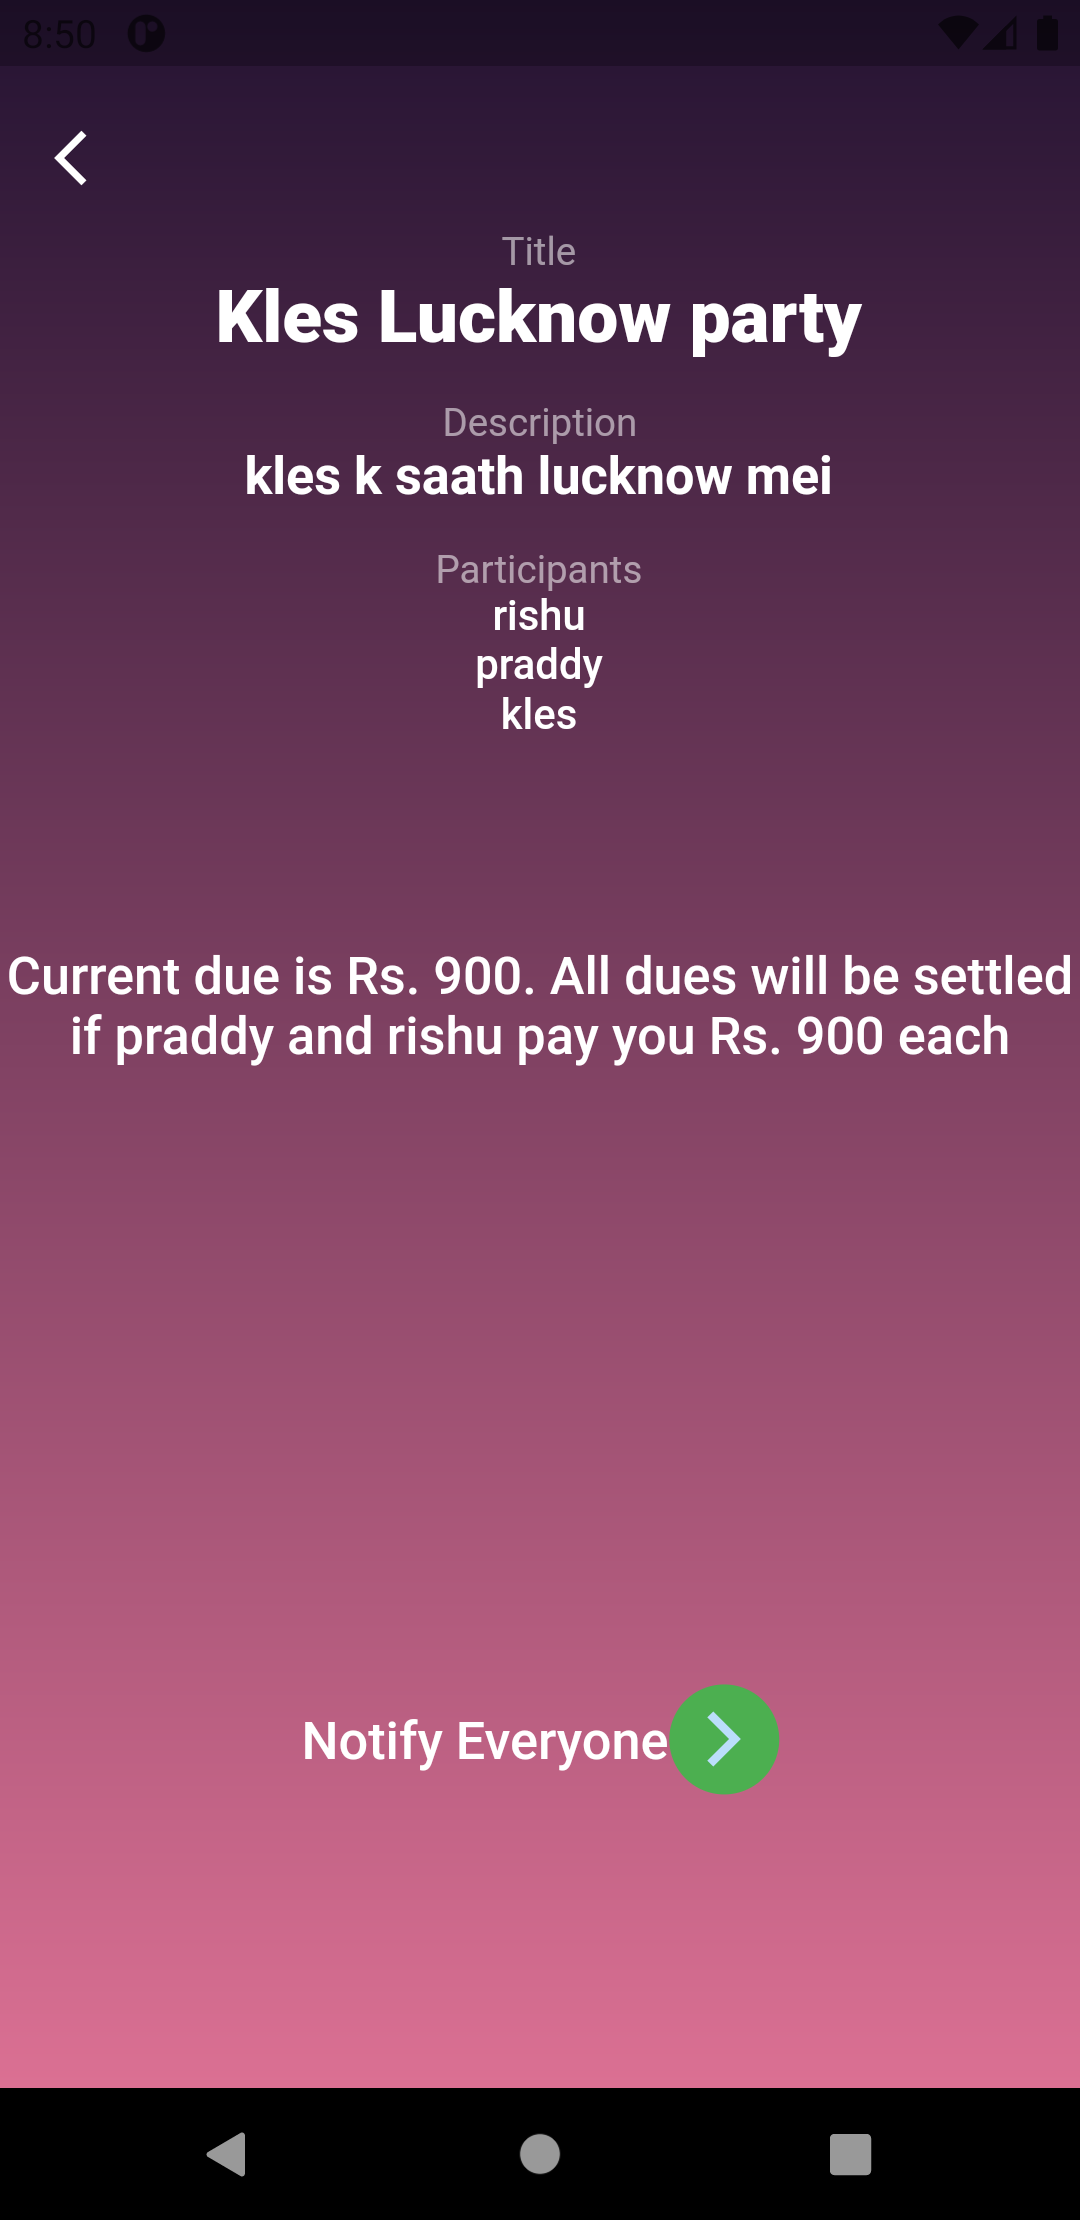 8:50
Title
Kles Lucknow party
Description
kles k saath lucknow mei
Participants
rishu
praddy
kles
Current due is Rs. 900. All dues will be settled
if praddy and rishu pay you Rs. 900 each
Notify Everyone